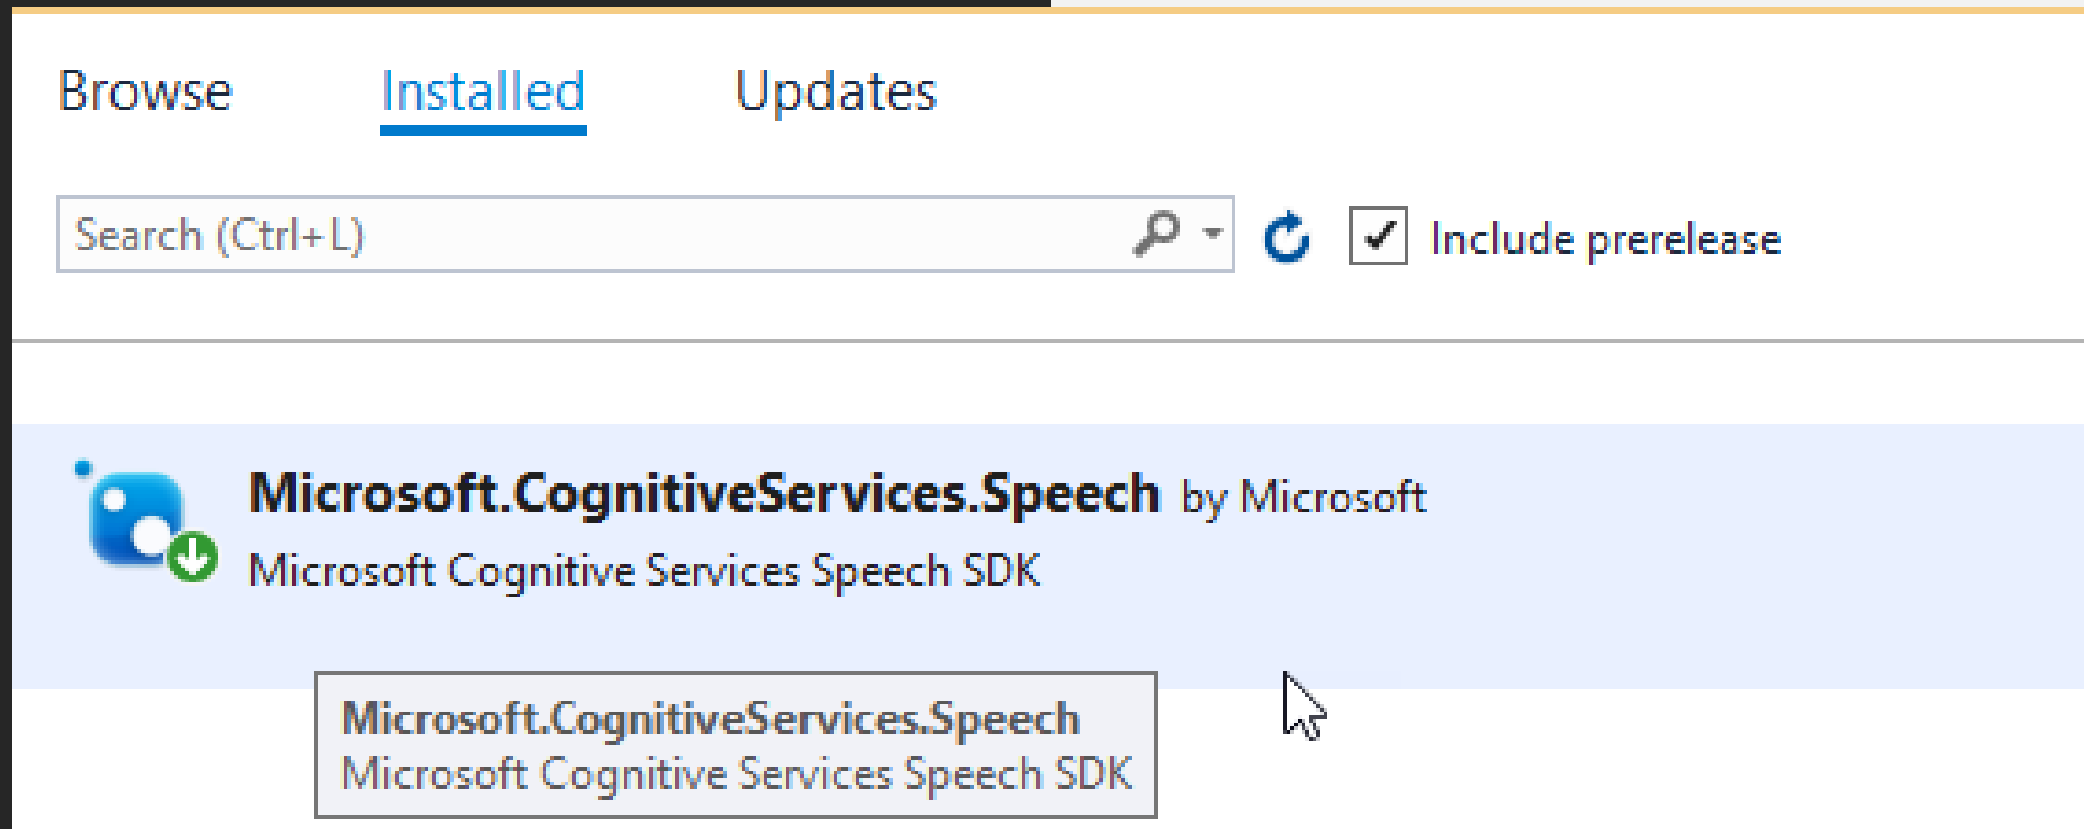 Browse Installed Updates
Search (Ctrl+L) Include prerelease
Microsoft.CognitiveServices.Speech by Microsoft
Microsoft Cognitive Services Speech SDK
Microsoft.CognitiveServices.Speech
Microsoft Cognitive Services Speech SDK